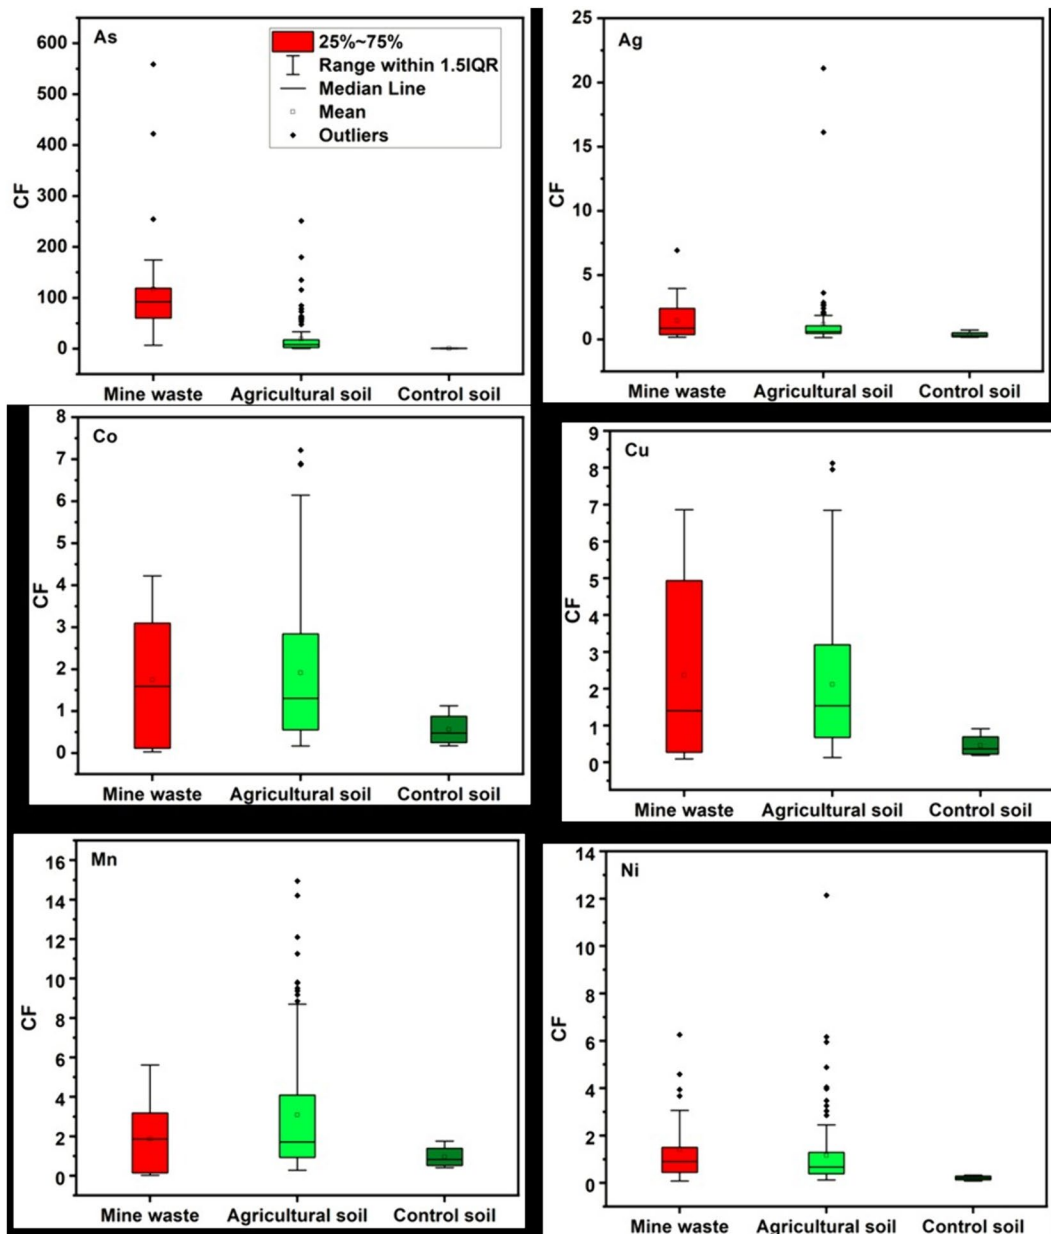 As
25%~75%
Range within 1.5IQR
Median Line
Mean
Outliers
600
500
400
300
200
100
0
CF
Mine waste Agricultural soil Control soil
Ag
25
20
15
10
5
0
CF
Mine waste Agricultural soil Control soil
Co
8
7
6
5
4
3
2
1
0
CF
Mine waste Agricultural soil Control soil
Cu
9
8
7
6
5
4
3
2
1
0
CF
Mine waste Agricultural soil Control soil
Mn
16
14
12
10
8
6
4
2
0
CF
Mine waste Agricultural soil Control soil
Ni
14
12
10
8
6
4
2
0
CF
Mine waste Agricultural soil Control soil